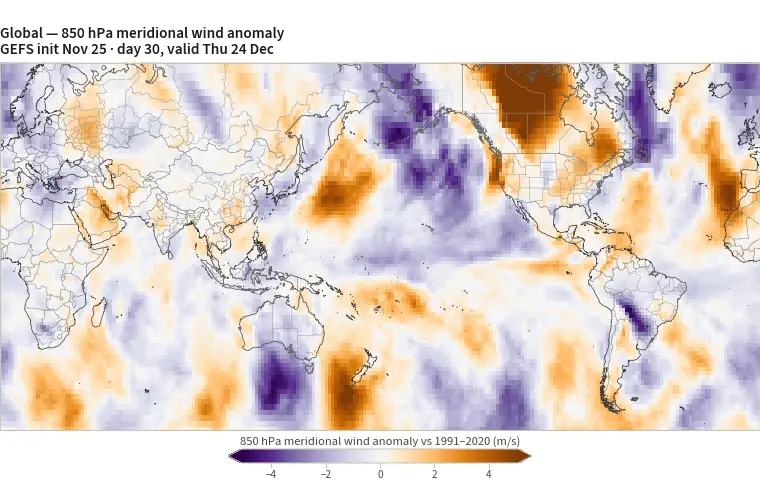 Global — 850 hPa meridional wind anomaly
GEFS init Nov 25 · day 30, valid Thu 24 Dec
850 hPa meridional wind anomaly vs 1991–2020 (m/s)
−4 −2 0 2 4